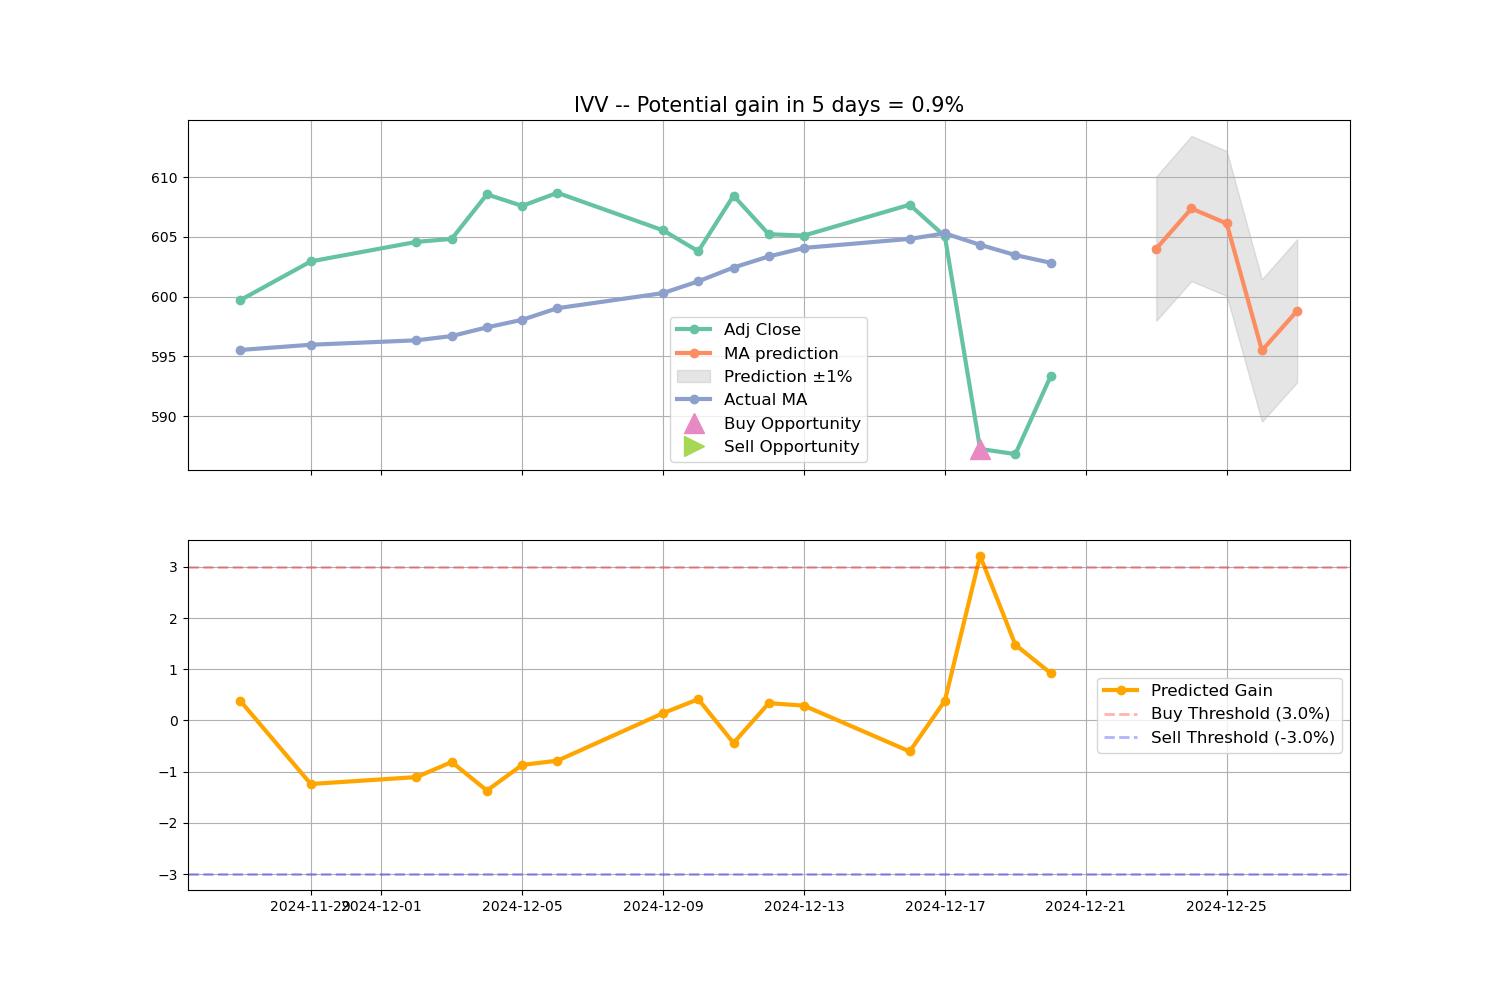 IVV -- Potential gain in 5 days = 0.9%
610
605
600
595
590
Adj Close
MA prediction
Prediction ±1%
Actual MA
Buy Opportunity
Sell Opportunity
3
2
1
0
−1
−2
−3
Predicted Gain
Buy Threshold (3.0%)
Sell Threshold (-3.0%)
2024-11-29 2024-12-01 2024-12-05 2024-12-09 2024-12-13 2024-12-17 2024-12-21 2024-12-25